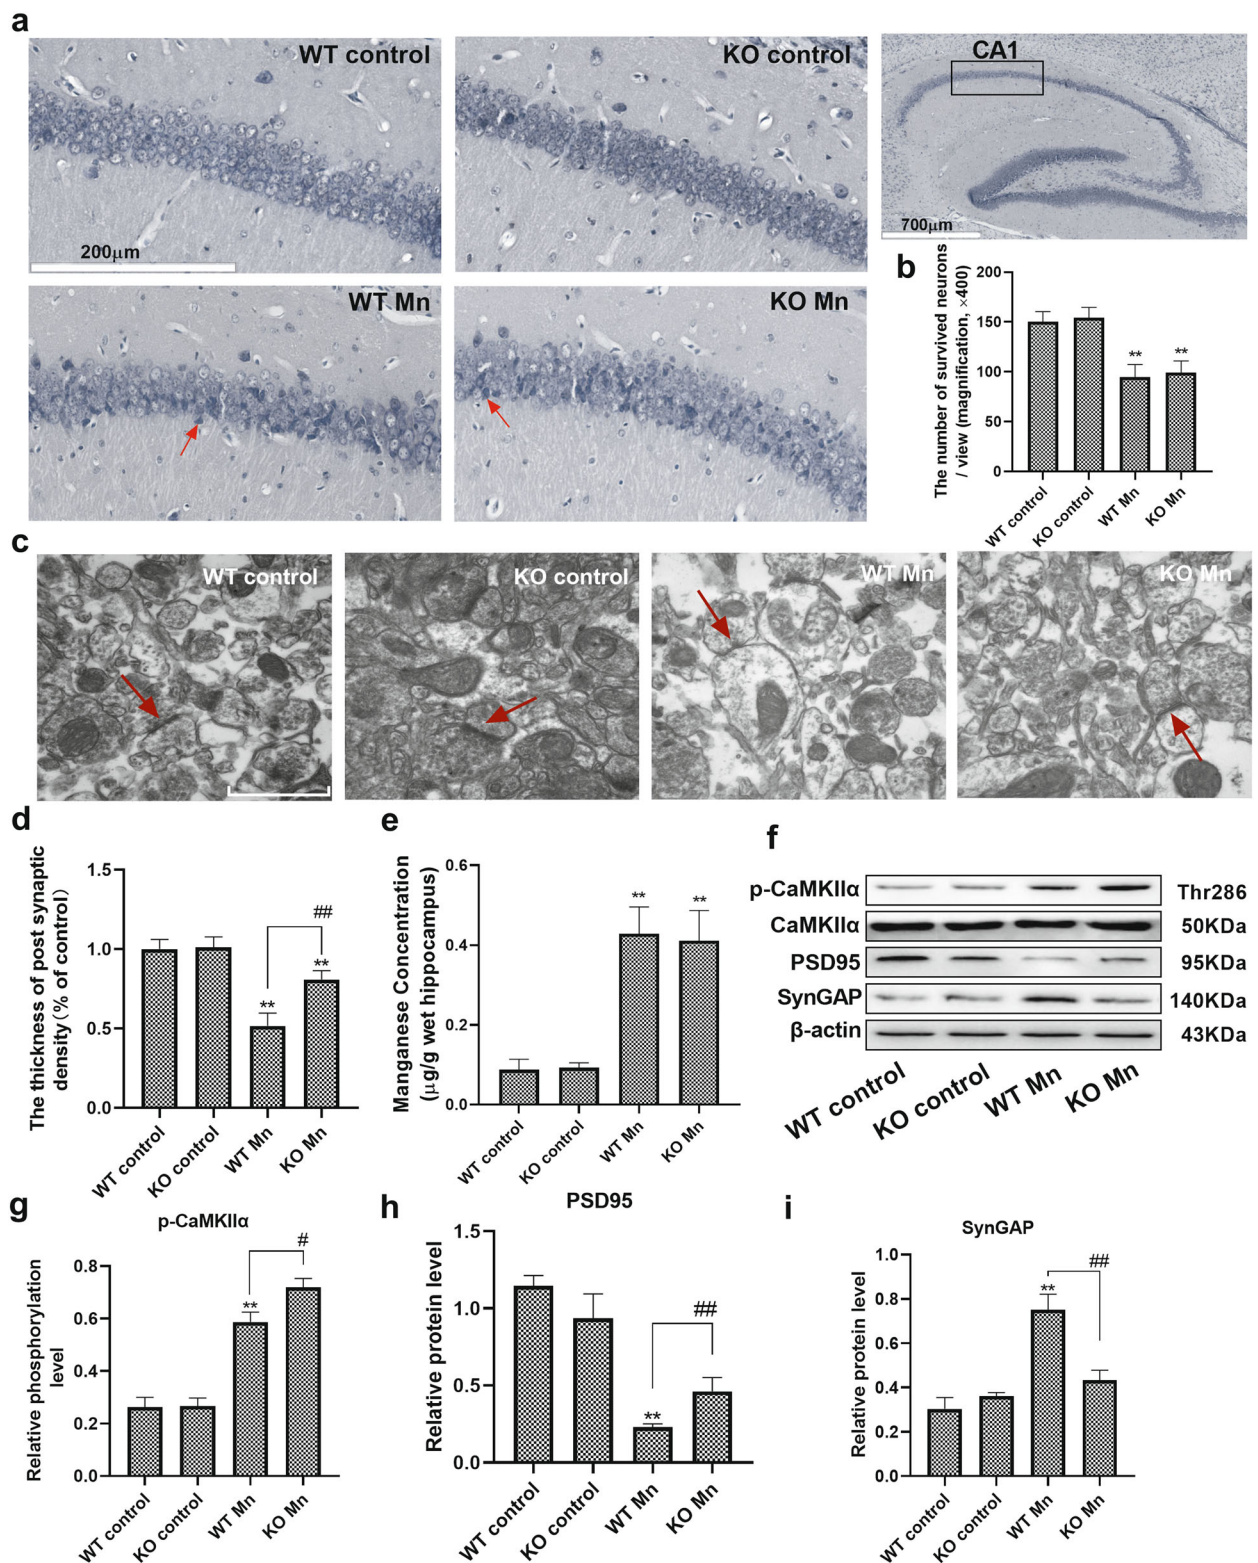 a
WT control
KO control
CA1
200μm
700μm
WT Mn
KO Mn
b
The number of survived neurons
/ view (magnification, ×400)
200
150
100
50
0
**
**
WT control
KO control
WT Mn
KO Mn
c
WT control
KO control
WT Mn
KO Mn
d
The thickness of post synaptic
density(% of control)
1.5
1.0
0.5
0.0
**
##
**
WT control
KO control
WT Mn
KO Mn
e
Manganese Concentration
(μg/g wet hippocampus)
0.6
0.4
0.2
0.0
**
**
WT control
KO control
WT Mn
KO Mn
f
p-CaMKIIα Thr286
CaMKIIα 50KDa
PSD95 95KDa
SynGAP 140KDa
β-actin 43KDa
WT control
KO control
WT Mn
KO Mn
g
p-CaMKIIα
Relative phosphorylation
level
0.8
0.6
0.4
0.2
0.0
**
#
WT control
KO control
WT Mn
KO Mn
h
PSD95
Relative protein level
1.5
1.0
0.5
0.0
**
##
WT control
KO control
WT Mn
KO Mn
i
SynGAP
Relative protein level
1.0
0.8
0.6
0.4
0.2
0.0
**
##
WT control
KO control
WT Mn
KO Mn